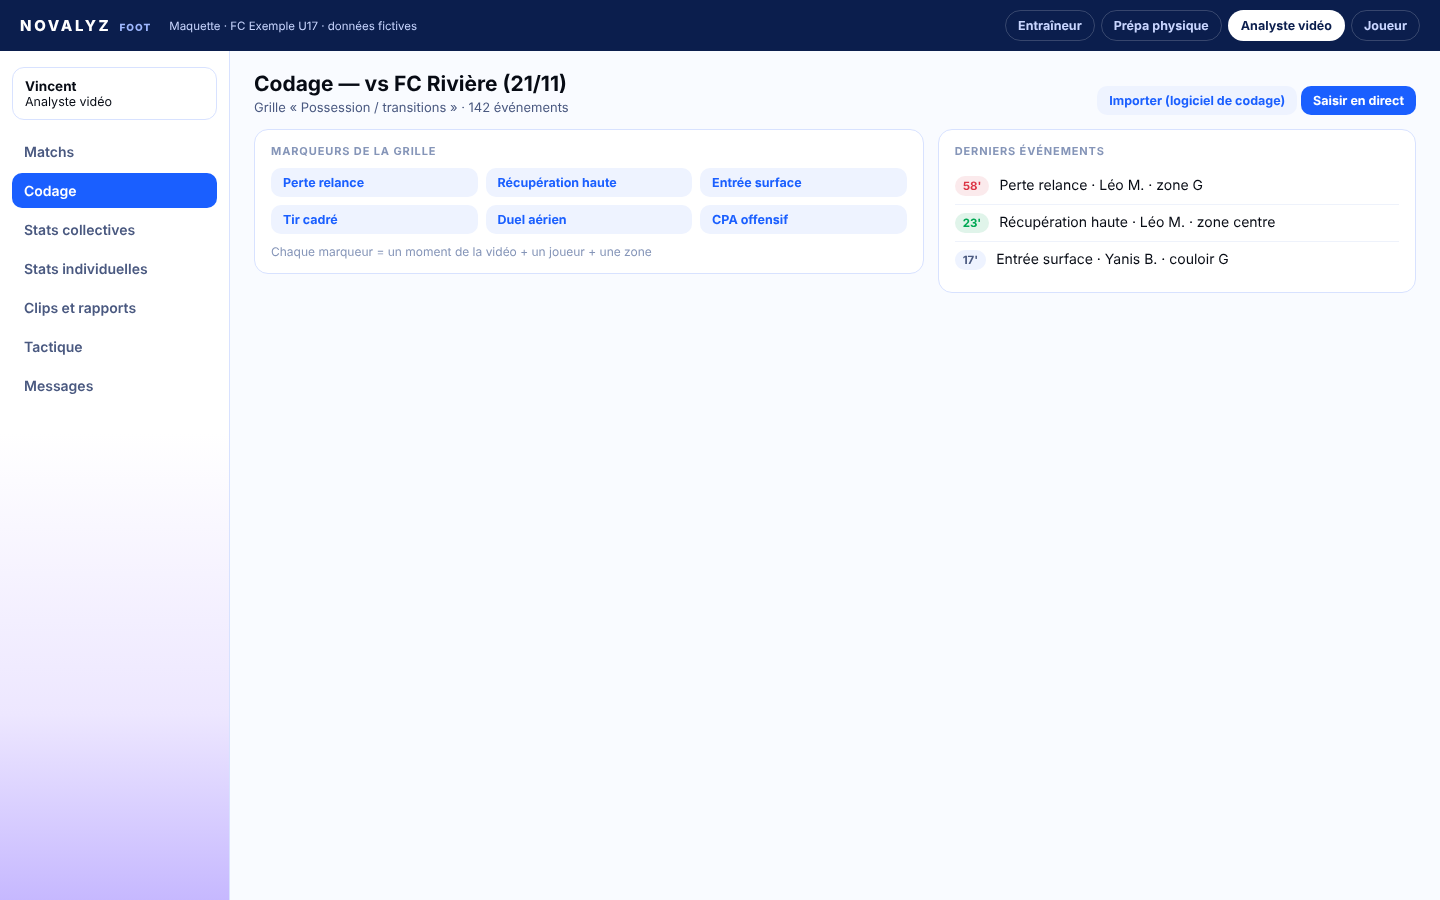 NOVALYZ FOOT Maquette · FC Exemple U17 · données fictives
Entraîneur Prépa physique Analyste vidéo Joueur
Vincent
Analyste vidéo
Matchs
Codage
Stats collectives
Stats individuelles
Clips et rapports
Tactique
Messages
Codage — vs FC Rivière (21/11)
Grille « Possession / transitions » · 142 événements
Importer (logiciel de codage) Saisir en direct
MARQUEURS DE LA GRILLE
Perte relance Récupération haute Entrée surface
Tir cadré Duel aérien CPA offensif
Chaque marqueur = un moment de la vidéo + un joueur + une zone
DERNIERS ÉVÉNEMENTS
58' Perte relance · Léo M. · zone G
23' Récupération haute · Léo M. · zone centre
17' Entrée surface · Yanis B. · couloir G